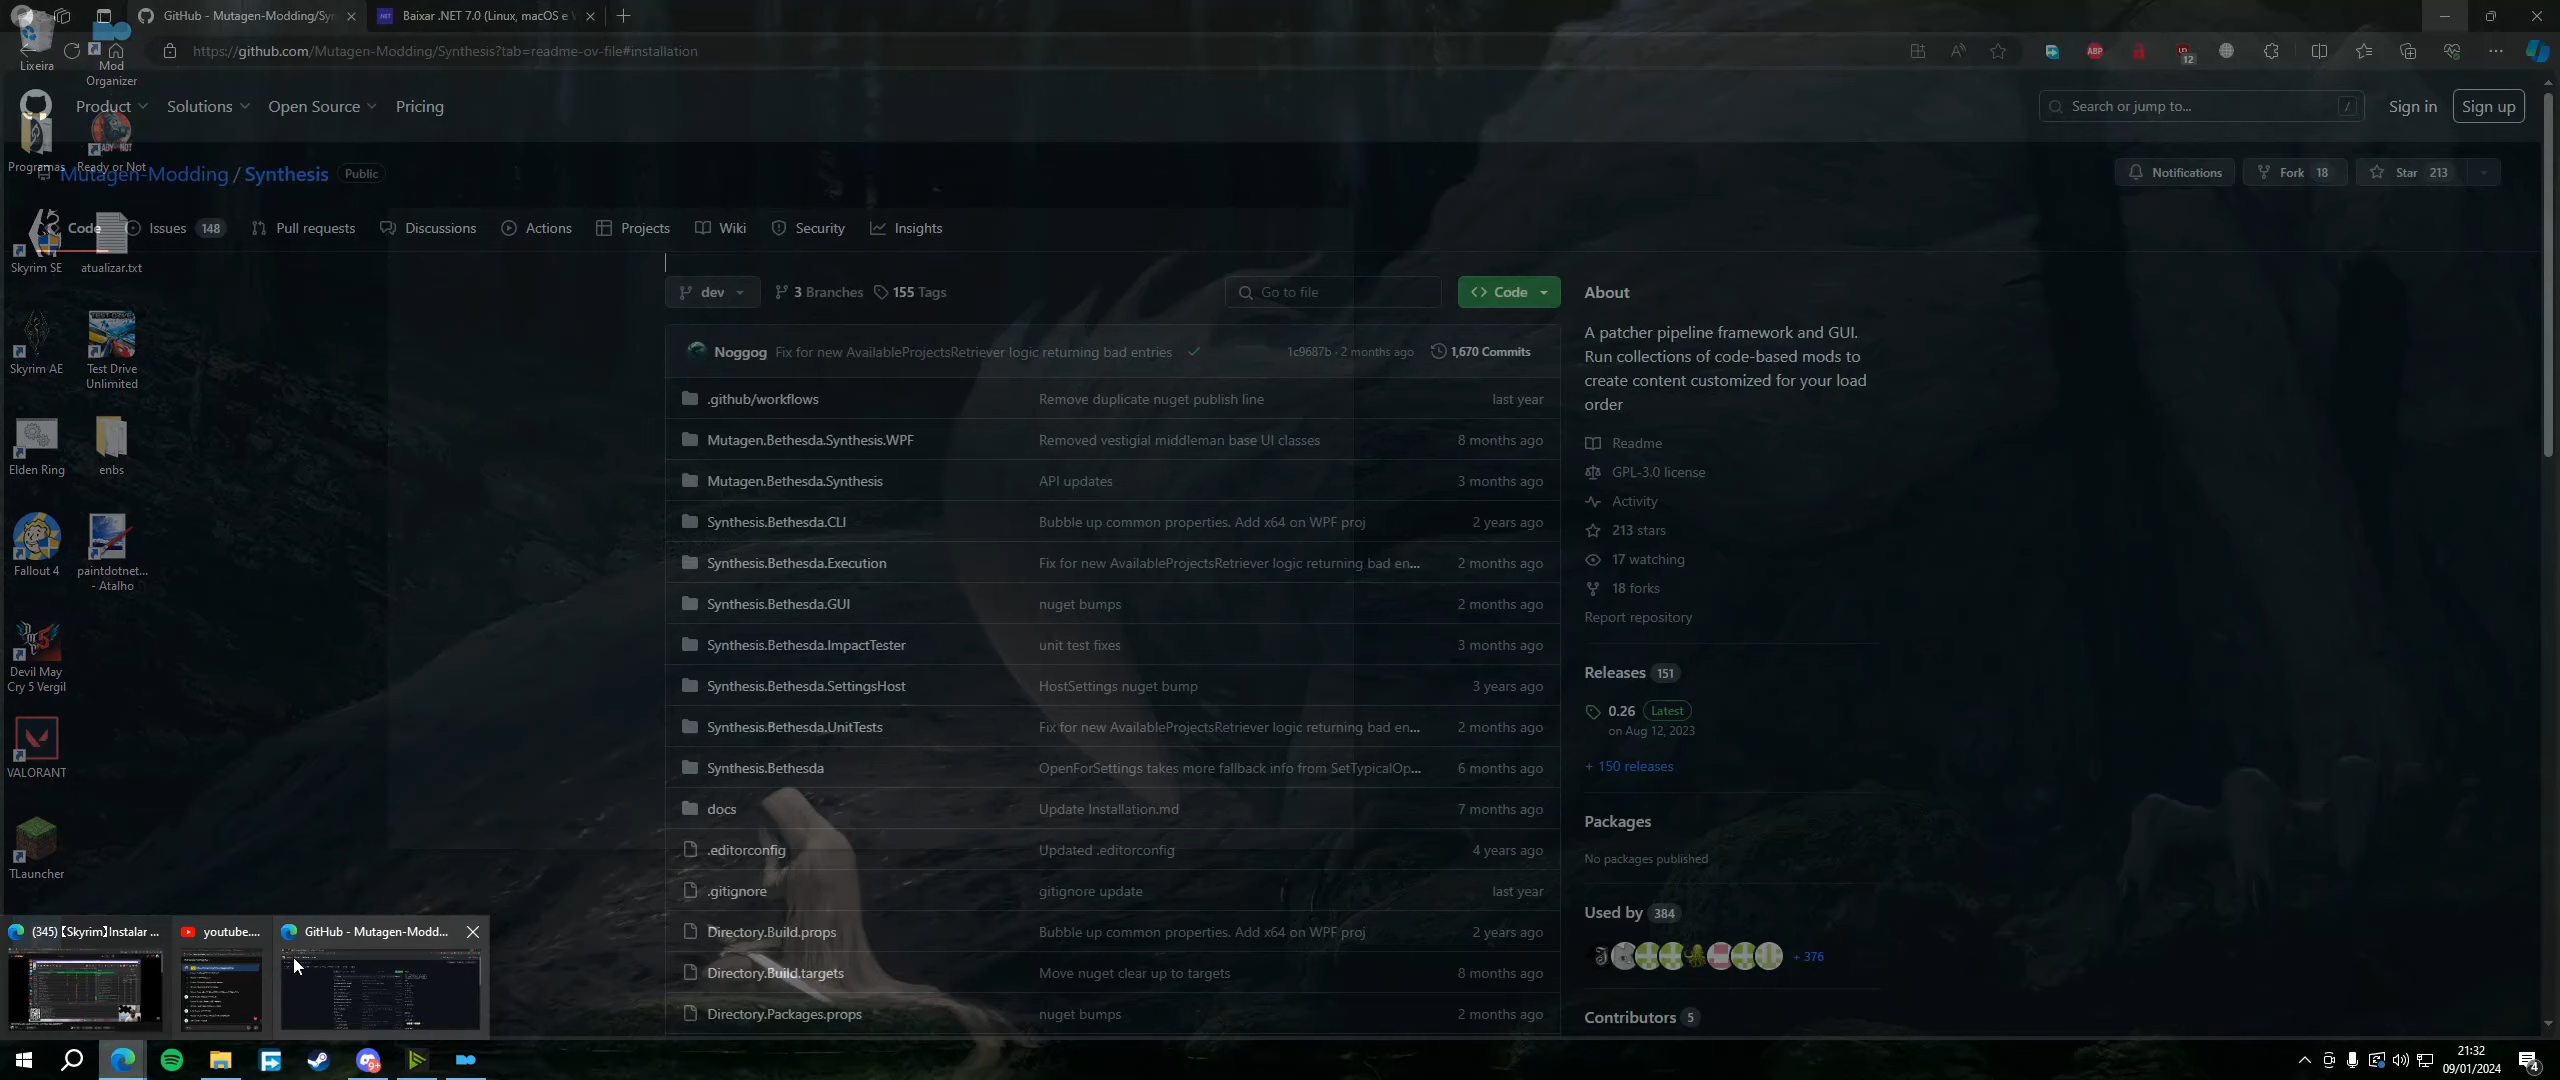 GitHub - Mutagen-Modding/Syn
Baixar .NET 7.0 (Linux, macOS e
https://github.com/Mutagen-Modding/Synthesis?tab=readme-ov-file#installation
12
Lixeira
Mod Organizer
Product
Solutions
Open Source
Pricing
Search or jump to...
/
Sign in
Sign up
Programas
Ready or Not
Mutagen-Modding / Synthesis
Public
Notifications
Fork 18
Star 213
Code
Issues 148
Pull requests
Discussions
Actions
Projects
Wiki
Security
Insights
Skyrim SE
atualizar.txt
dev
3 Branches
155 Tags
Go to file
Code
About
A patcher pipeline framework and GUI.
Run collections of code-based mods to
create content customized for your load
order
Noggog Fix for new AvailableProjectsRetriever logic returning bad entries
1c9687b · 2 months ago
1,670 Commits
.github/workflows Remove duplicate nuget publish line last year
Mutagen.Bethesda.Synthesis.WPF Removed vestigial middleman base UI classes 8 months ago
Mutagen.Bethesda.Synthesis API updates 3 months ago
Synthesis.Bethesda.CLI Bubble up common properties. Add x64 on WPF proj 2 years ago
Synthesis.Bethesda.Execution Fix for new AvailableProjectsRetriever logic returning bad en... 2 months ago
Synthesis.Bethesda.GUI nuget bumps 2 months ago
Synthesis.Bethesda.ImpactTester unit test fixes 3 months ago
Synthesis.Bethesda.SettingsHost HostSettings nuget bump 3 years ago
Synthesis.Bethesda.UnitTests Fix for new AvailableProjectsRetriever logic returning bad en... 2 months ago
Synthesis.Bethesda OpenForSettings takes more fallback info from SetTypicalOp... 6 months ago
docs Update Installation.md 7 months ago
.editorconfig Updated .editorconfig 4 years ago
.gitignore gitignore update last year
Directory.Build.props Bubble up common properties. Add x64 on WPF proj 2 years ago
Directory.Build.targets Move nuget clear up to targets 8 months ago
Directory.Packages.props nuget bumps 2 months ago
Readme
GPL-3.0 license
Activity
213 stars
17 watching
18 forks
Report repository
Releases 151
0.26 Latest
on Aug 12, 2023
+ 150 releases
Packages
No packages published
Used by 384
+ 376
Contributors 5
Skyrim AE
Test Drive
Unlimited
Elden Ring
enbs
Fallout 4
paintdotnet...
- Atalho
Devil May
Cry 5 Vergil
VALORANT
TLauncher
(345)【Skyrim】Instalar ...
youtube....
GitHub - Mutagen-Modd...
9+
21:32
09/01/2024
4